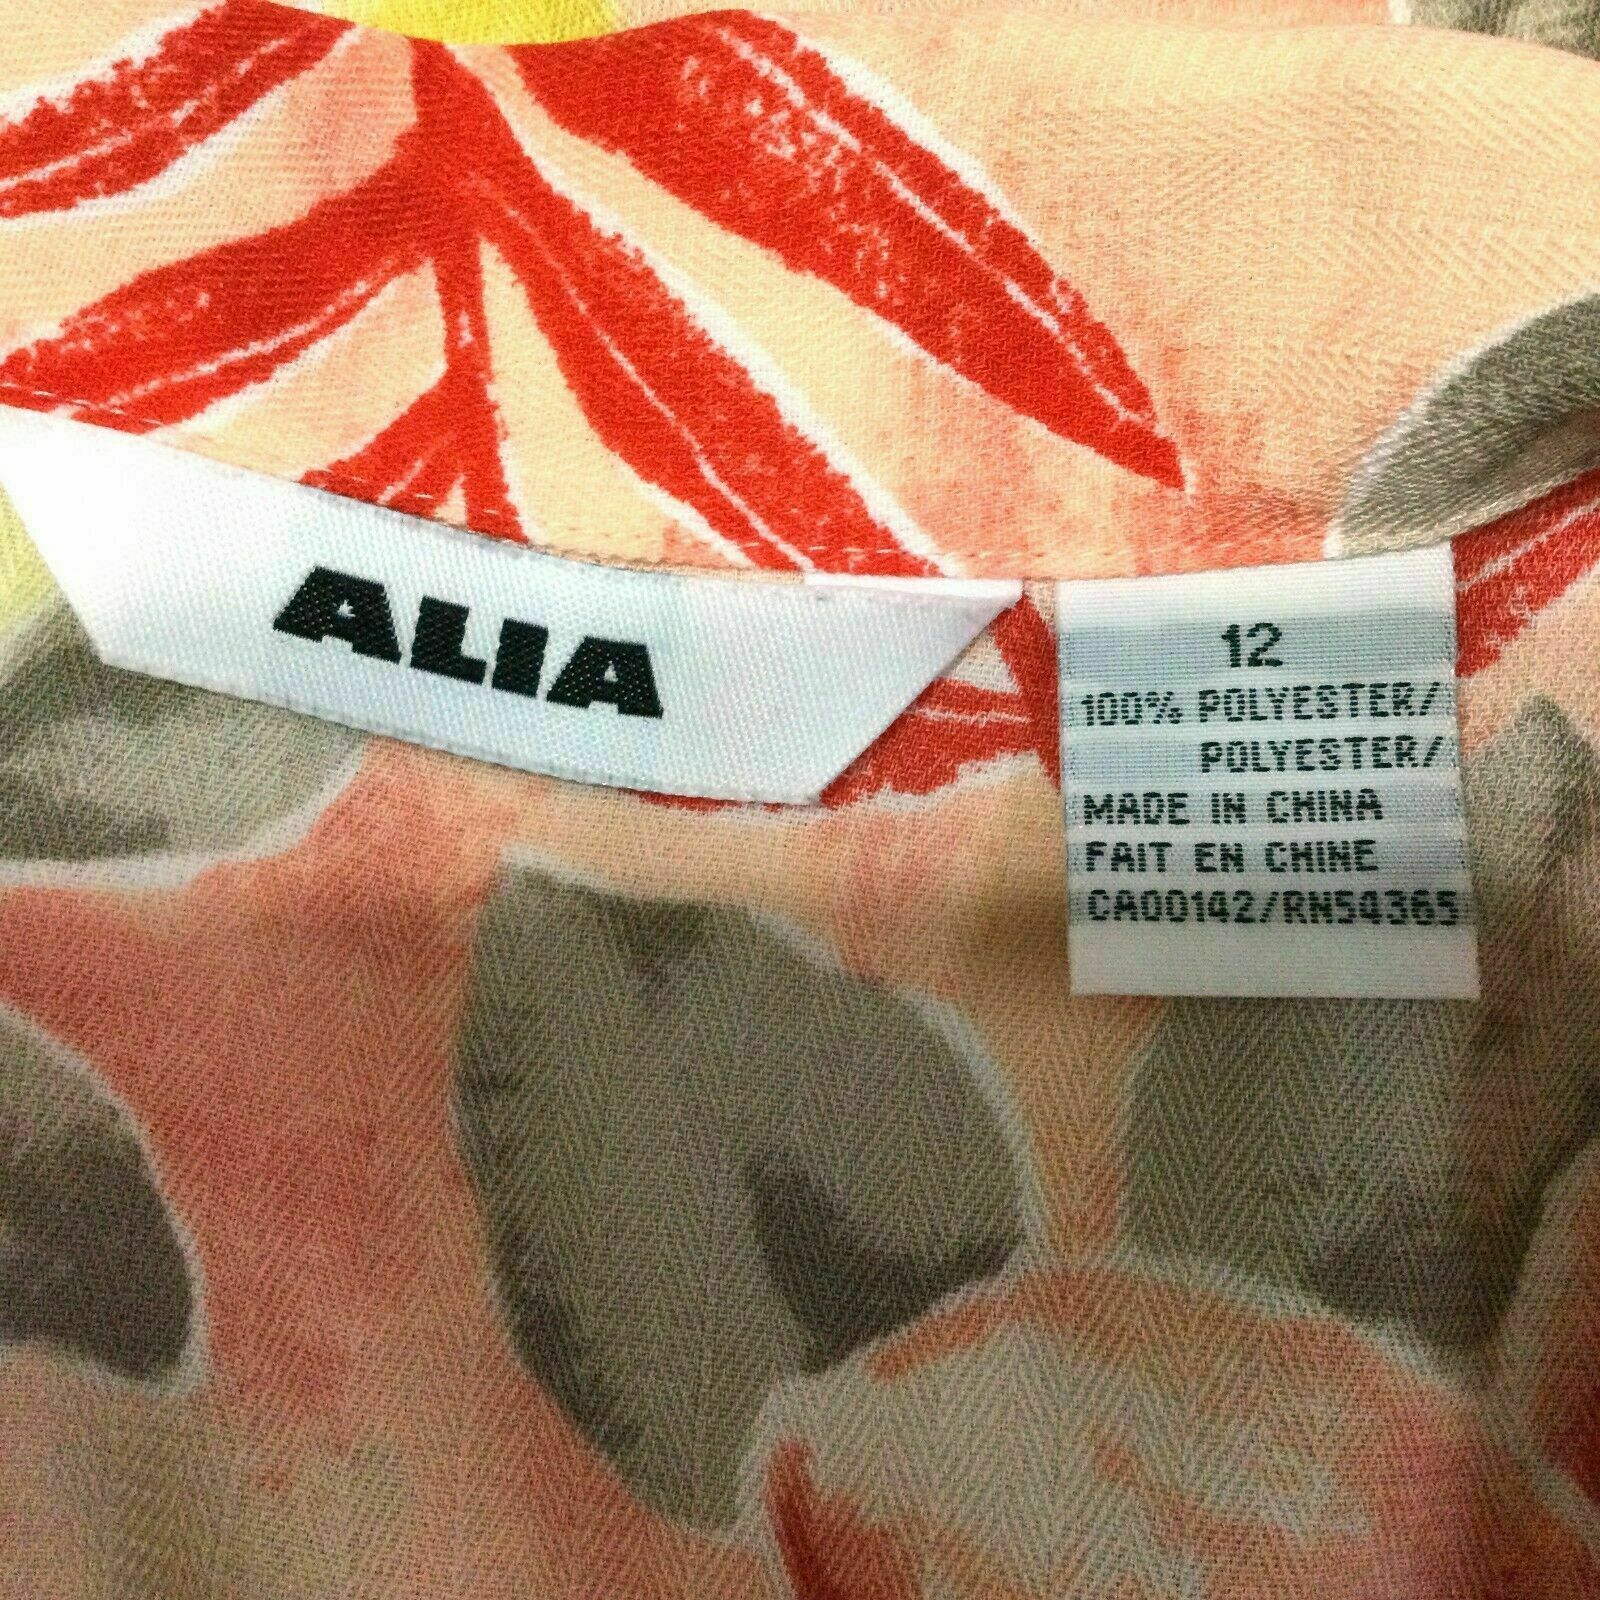 ALIA
12
100% POLYESTER/
POLYESTER/
MADE IN CHINA
FAIT EN CHINE
CA00142/RN54365